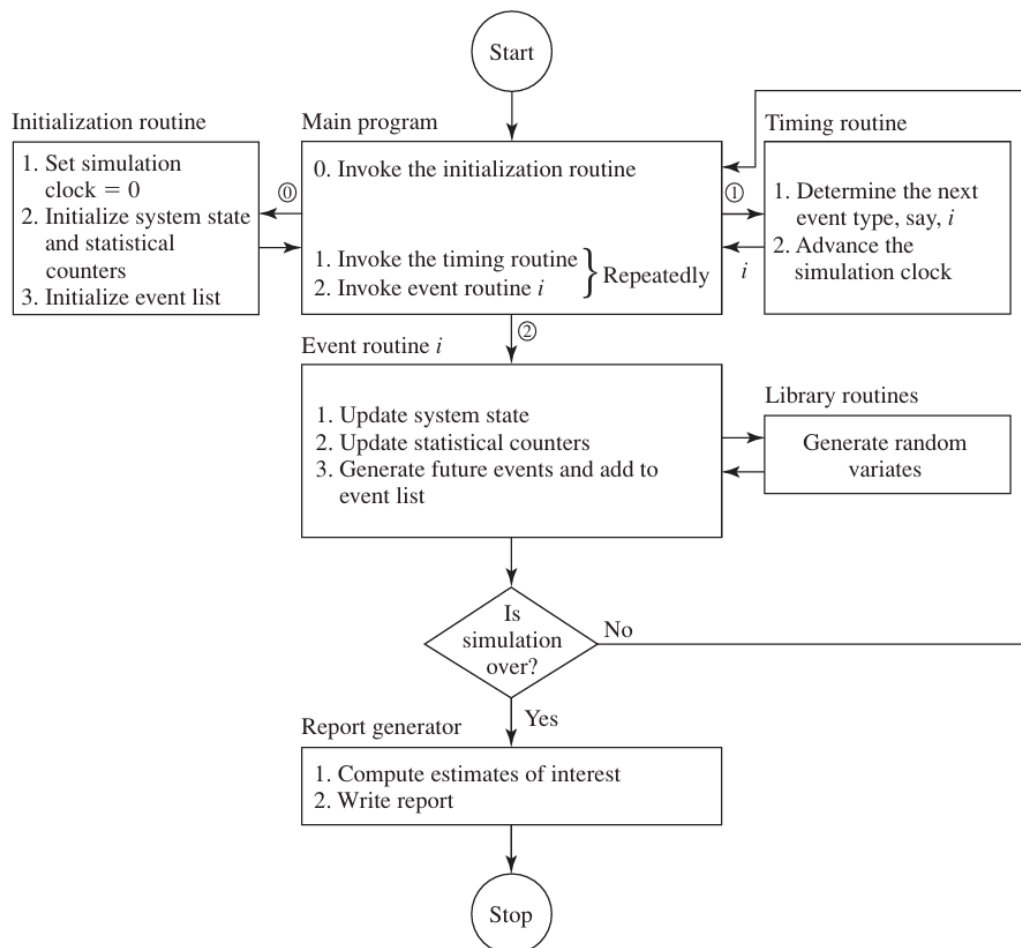 Start
Initialization routine
1. Set simulation
clock = 0
2. Initialize system state
and statistical
counters
3. Initialize event list
⓪
Main program
0. Invoke the initialization routine
1. Invoke the timing routine
2. Invoke event routine i
Repeatedly
①
i
Timing routine
1. Determine the next
event type, say, i
2. Advance the
simulation clock
②
Event routine i
1. Update system state
2. Update statistical counters
3. Generate future events and add to
event list
Library routines
Generate random
variates
Is
simulation
over?
No
Yes
Report generator
1. Compute estimates of interest
2. Write report
Stop